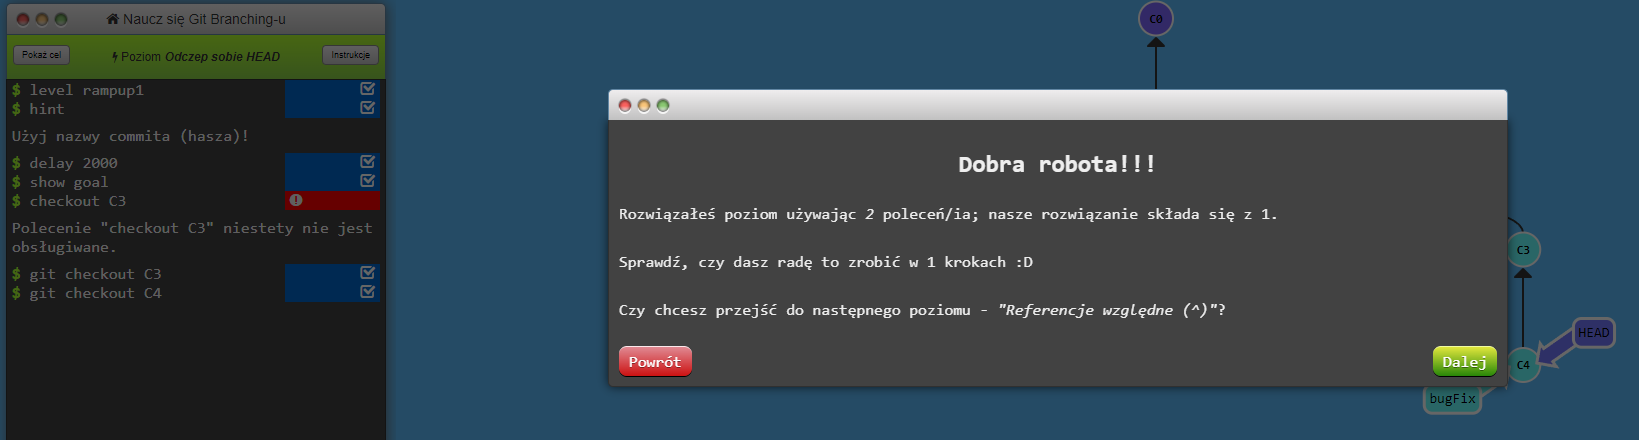 Naucz się Git Branching-u
Pokaż cel
Poziom Odczep sobie HEAD
Instrukcje
$ level rampup1
$ hint
Użyj nazwy commita (hasza)!
$ delay 2000
$ show goal
$ checkout C3
Polecenie "checkout C3" niestety nie jest
obsługiwane.
$ git checkout C3
$ git checkout C4
C0
Dobra robota!!!
Rozwiązałeś poziom używając 2 poleceń/ia; nasze rozwiązanie składa się z 1.
Sprawdź, czy dasz radę to zrobić w 1 krokach :D
Czy chcesz przejść do następnego poziomu - "Referencje względne (^)"?
Powrót
Dalej
C3
HEAD
C4
bugFix